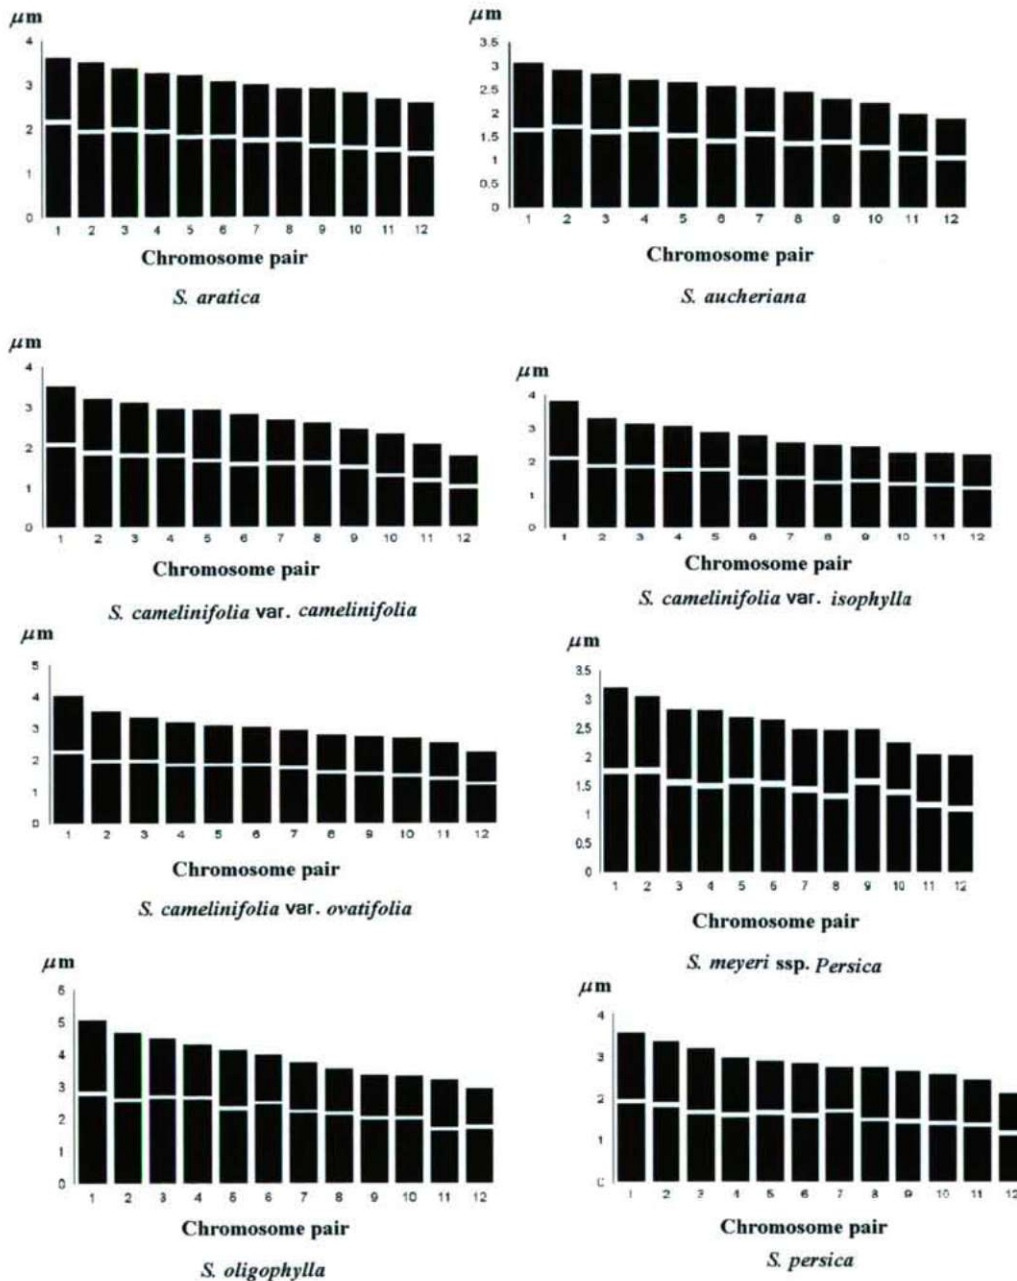 μm
4
3
2
1
0
1 2 3 4 5 6 7 8 9 10 11 12
Chromosome pair
S. aratica
μm
3.5
3
2.5
2
1.5
1
0.5
0
1 2 3 4 5 6 7 8 9 10 11 12
Chromosome pair
S. aucheriana
μm
4
3
2
1
0
1 2 3 4 5 6 7 8 9 10 11 12
Chromosome pair
S. camelinifolia var. camelinifolia
μm
4
3
2
1
0
1 2 3 4 5 6 7 8 9 10 11 12
Chromosome pair
S. camelinifolia var. isophylla
μm
5
4
3
2
1
0
1 2 3 4 5 6 7 8 9 10 11 12
Chromosome pair
S. camelinifolia var. ovatifolia
3.5
3
2.5
2
1.5
1
0.5
0
1 2 3 4 5 6 7 8 9 10 11 12
Chromosome pair
S. meyeri ssp. Persica
μm
6
5
4
3
2
1
0
1 2 3 4 5 6 7 8 9 10 11 12
Chromosome pair
S. oligophylla
μm
4
3
2
1
0
1 2 3 4 5 6 7 8 9 10 11 12
Chromosome pair
S. persica